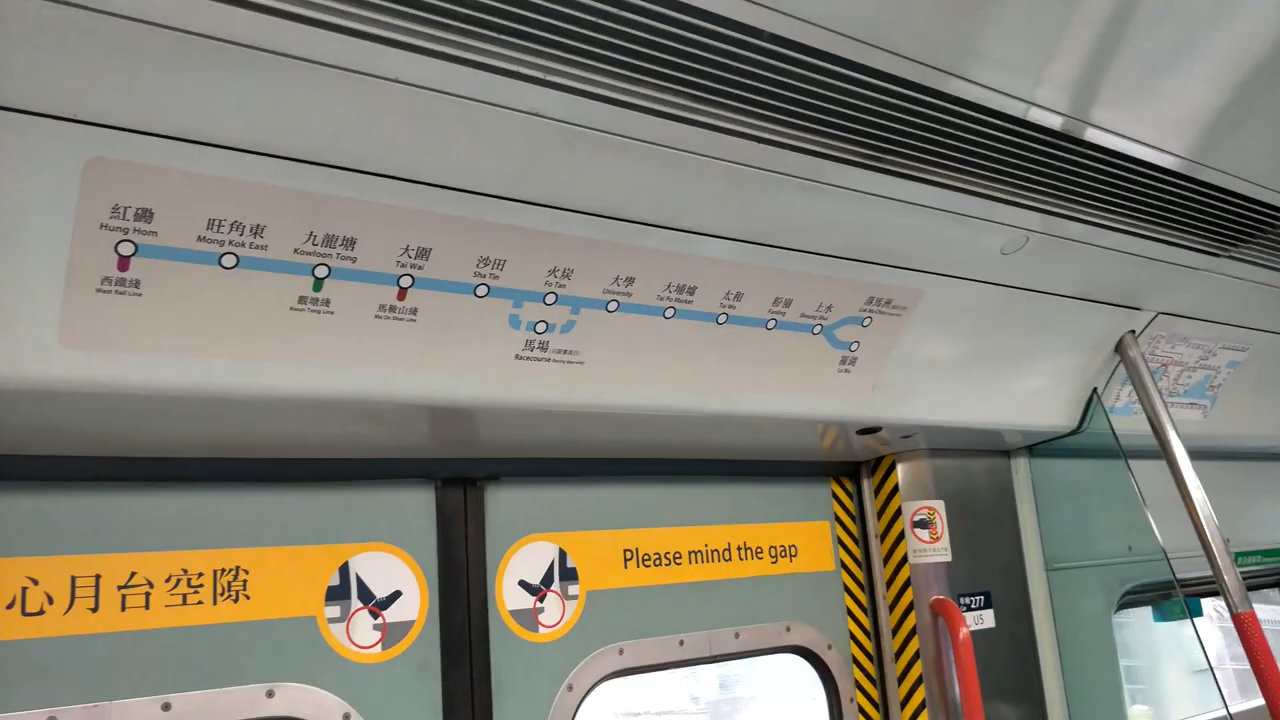 紅磡
Hung Hom
西鐵綫
West Rail Line
旺角東
Mong Kok East
九龍塘
Kowloon Tong
觀塘綫
Kwun Tong Line
大圍
Tai Wai
馬鞍山綫
Ma On Shan Line
沙田
Sha Tin
火炭
Fo Tan
馬場
Racecourse
大學
University
大埔墟
Tai Po Market
太和
Tai Wo
粉嶺
Fanling
上水
Sheung Shui
落馬洲
Lok Ma Chau
羅湖
Lo Wu
心月台空隙
Please mind the gap
Car 277
U5